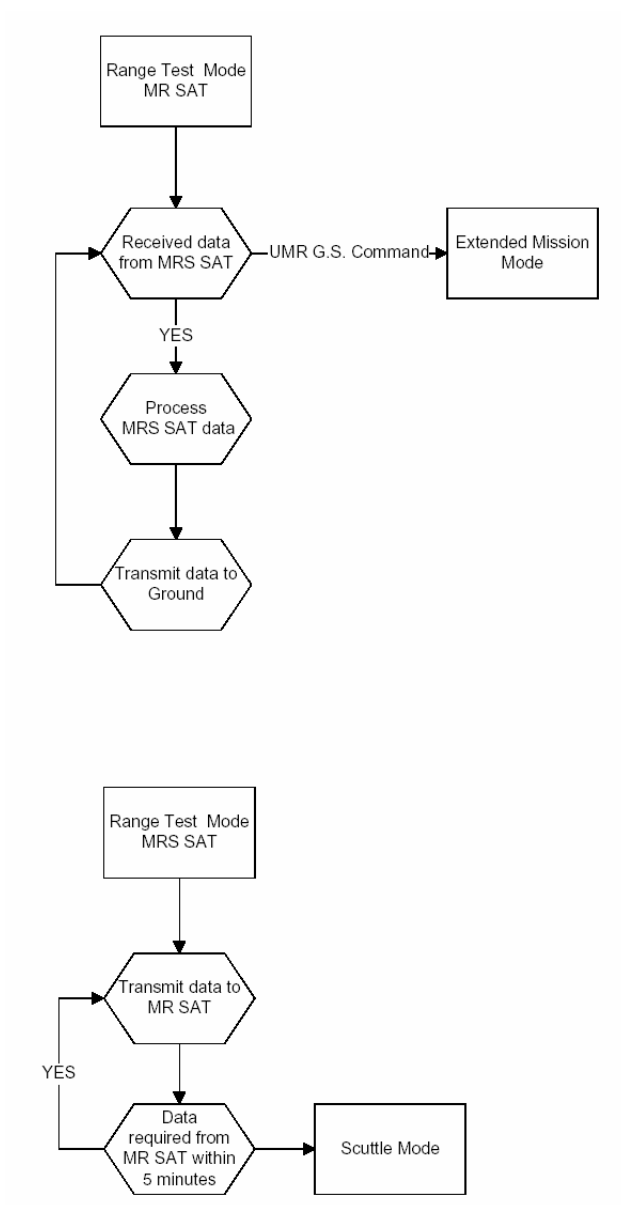 Range Test Mode
MR SAT
Received data
from MRS SAT
UMR G.S. Command
Extended Mission
Mode
YES
Process
MRS SAT data
Transmit data to
Ground
Range Test Mode
MRS SAT
Transmit data to
MR SAT
YES
Data
required from
MR SAT within
5 minutes
Scuttle Mode